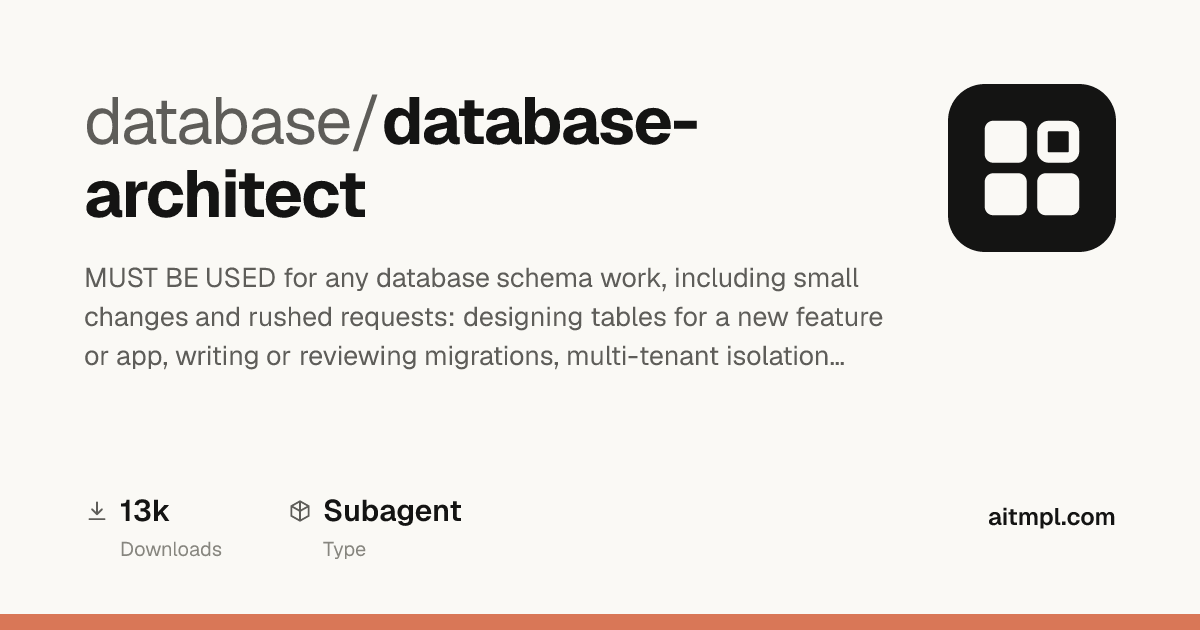 database/database-
architect
MUST BE USED for any database schema work, including small
changes and rushed requests: designing tables for a new feature
or app, writing or reviewing migrations, multi-tenant isolation...
13k
Downloads
Subagent
Type
aitmpl.com